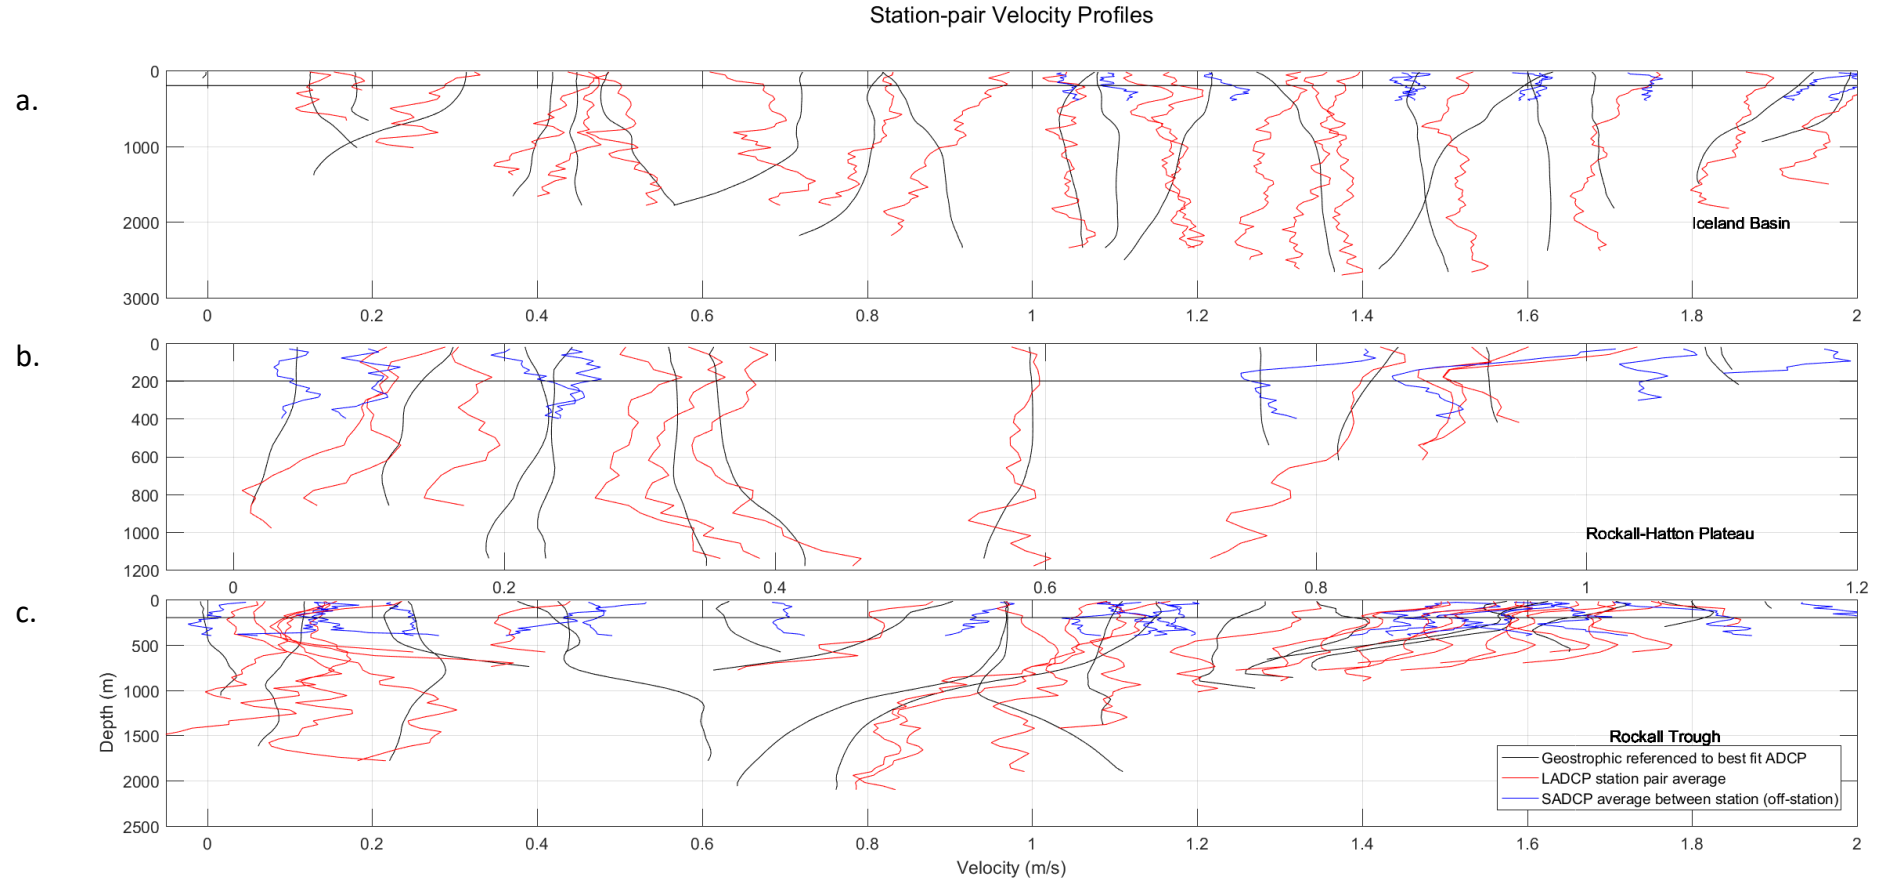 Station-pair Velocity Profiles
a.
0
1000
2000
3000
Iceland Basin
0 0.2 0.4 0.6 0.8 1 1.2 1.4 1.6 1.8 2
b.
0
200
400
600
800
1000
1200
Rockall-Hatton Plateau
0 0.2 0.4 0.6 0.8 1 1.2
c.
Depth (m)
0
500
1000
1500
2000
2500
Rockall Trough
Geostrophic referenced to best fit ADCP
LADCP station pair average
SADCP average between station (off-station)
0 0.2 0.4 0.6 0.8 1 1.2 1.4 1.6 1.8 2
Velocity (m/s)